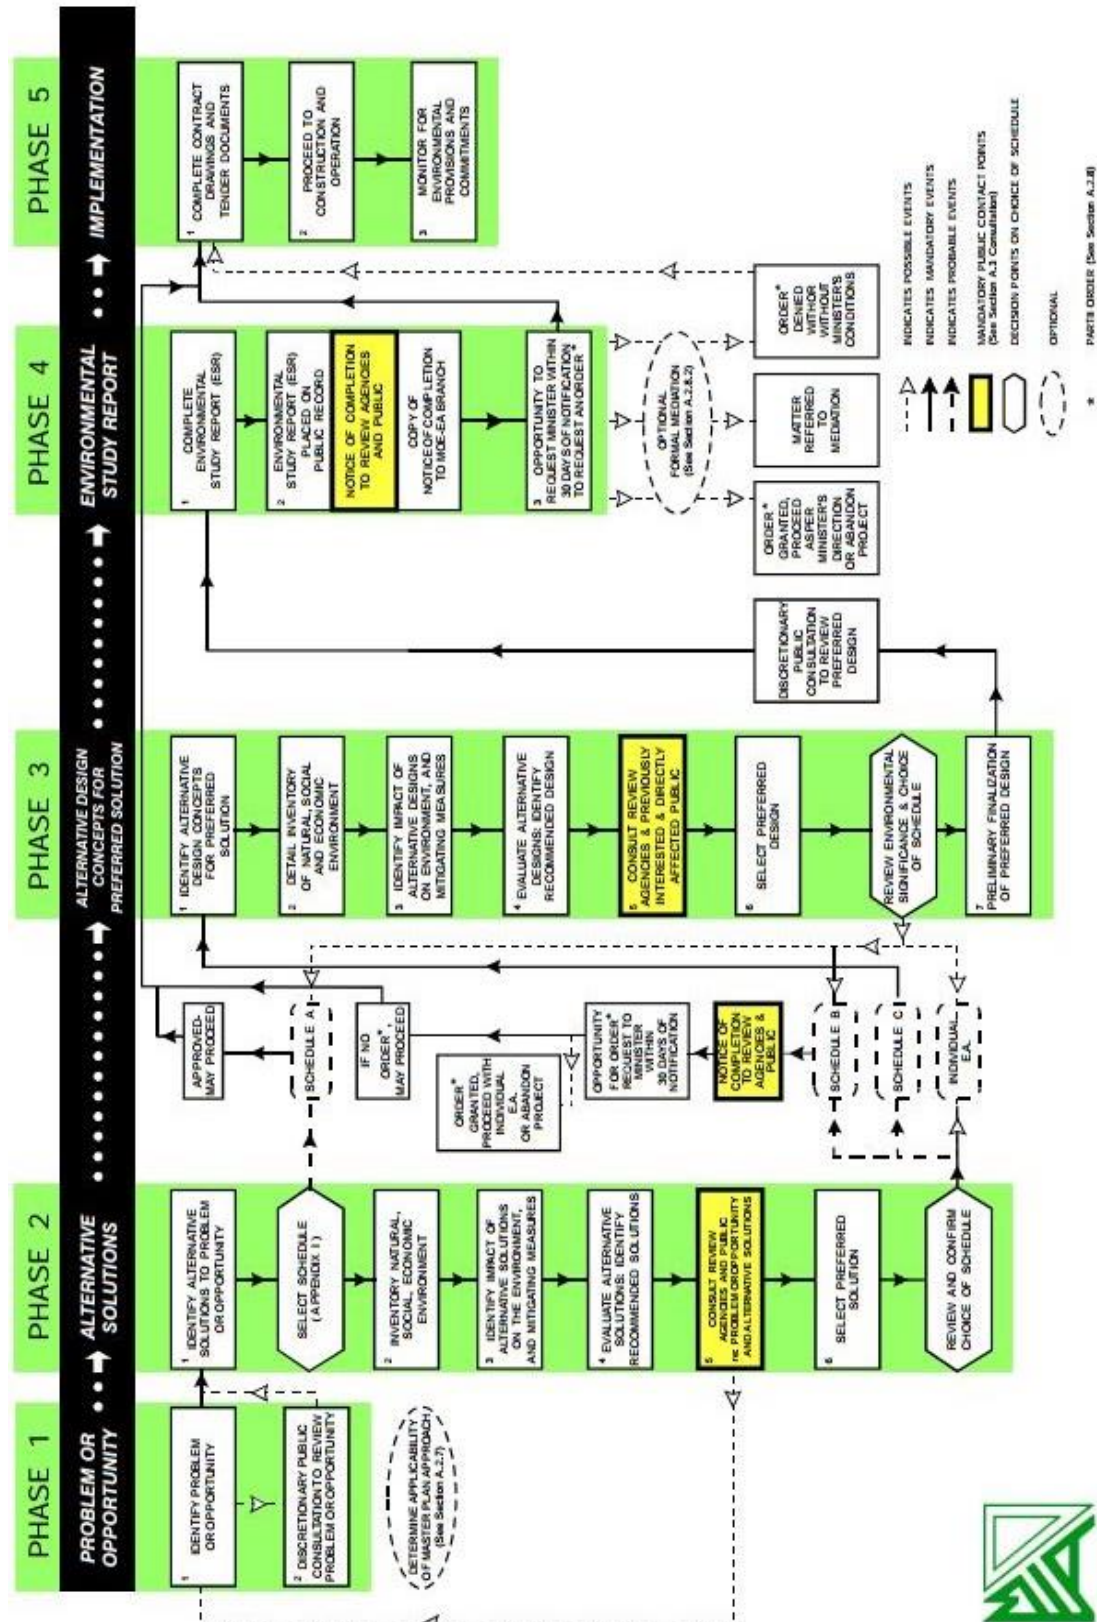 PHASE 1
PROBLEM OR
OPPORTUNITY
1 IDENTIFY PROBLEM
OR OPPORTUNITY
2 DISCRETIONARY PUBLIC
CONSULTATION TO REVIEW
PROBLEM OR OPPORTUNITY
DETERMINE APPLICABILITY
OF MASTER PLAN APPROACH
(See Section A.2.7)
PHASE 2
ALTERNATIVE
SOLUTIONS
1 IDENTIFY ALTERNATIVE
SOLUTIONS TO PROBLEM
OR OPPORTUNITY
SELECT SCHEDULE
(APPENDIX I)
2 INVENTORY NATURAL,
SOCIAL, ECONOMIC
ENVIRONMENT
3 IDENTIFY IMPACT OF
ALTERNATIVE SOLUTIONS
ON THE ENVIRONMENT,
AND MITIGATING MEASURES
4 EVALUATE ALTERNATIVE
SOLUTIONS: IDENTIFY
RECOMMENDED SOLUTIONS
5 CONSULT REVIEW
AGENCIES AND PUBLIC
re: PROBLEM OR OPPORTUNITY
AND ALTERNATIVE SOLUTIONS
6 SELECT PREFERRED
SOLUTION
REVIEW AND CONFIRM
CHOICE OF SCHEDULE
APPROVED-
MAY PROCEED
SCHEDULE A
IF NO
ORDER*,
MAY PROCEED
ORDER*
GRANTED,
PROCEED WITH
INDIVIDUAL
E.A.
OR ABANDON
PROJECT
OPPORTUNITY
FOR ORDER*
REQUEST TO
MINISTER
WITHIN
30 DAYS OF
NOTIFICATION
NOTICE OF
COMPLETION
TO REVIEW
AGENCIES &
PUBLIC
SCHEDULE B
SCHEDULE C
INDIVIDUAL
E.A.
PHASE 3
ALTERNATIVE DESIGN
CONCEPTS FOR
PREFERRED SOLUTION
1 IDENTIFY ALTERNATIVE
DESIGN CONCEPTS
FOR PREFERRED
SOLUTION
2 DETAIL INVENTORY
OF NATURAL, SOCIAL
AND ECONOMIC
ENVIRONMENT
3 IDENTIFY IMPACT OF
ALTERNATIVE DESIGNS
ON ENVIRONMENT, AND
MITIGATING MEASURES
4 EVALUATE ALTERNATIVE
DESIGNS: IDENTIFY
RECOMMENDED DESIGN
5 CONSULT REVIEW
AGENCIES & PREVIOUSLY
INTERESTED & DIRECTLY
AFFECTED PUBLIC
6 SELECT PREFERRED
DESIGN
REVIEW ENVIRONMENTAL
SIGNIFICANCE & CHOICE
OF SCHEDULE
7 PRELIMINARY FINALIZATION
OF PREFERRED DESIGN
DISCRETIONARY
PUBLIC
CONSULTATION
TO REVIEW
PREFERRED
DESIGN
PHASE 4
ENVIRONMENTAL
STUDY REPORT
1 COMPLETE
ENVIRONMENTAL
STUDY REPORT (ESR)
2 ENVIRONMENTAL
STUDY REPORT (ESR)
PLACED ON
PUBLIC RECORD
NOTICE OF COMPLETION
TO REVIEW AGENCIES
AND PUBLIC
COPY OF
NOTICE OF COMPLETION
TO MOE-EA BRANCH
3 OPPORTUNITY TO
REQUEST MINISTER WITHIN
30 DAYS OF NOTIFICATION
TO REQUEST AN ORDER*
OPTIONAL
FORMAL MEDIATION
(See Section A.2.8.2)
ORDER*
GRANTED,
PROCEED
AS PER
MINISTER'S
DIRECTION
OR ABANDON
PROJECT
MATTER
REFERRED
TO
MEDIATION
ORDER*
DENIED
WITH OR
WITHOUT
MINISTER'S
CONDITIONS
PHASE 5
IMPLEMENTATION
1 COMPLETE CONTRACT
DRAWINGS AND
TENDER DOCUMENTS
2 PROCEED TO
CONSTRUCTION AND
OPERATION
3 MONITOR FOR
ENVIRONMENTAL
PROVISIONS AND
COMMITMENTS
INDICATES POSSIBLE EVENTS
INDICATES MANDATORY EVENTS
INDICATES PROBABLE EVENTS
MANDATORY PUBLIC CONTACT POINTS
(See Section A.3 Consultation)
DECISION POINTS ON CHOICE OF SCHEDULE
OPTIONAL
* PART II ORDER (See Section A.2.8)